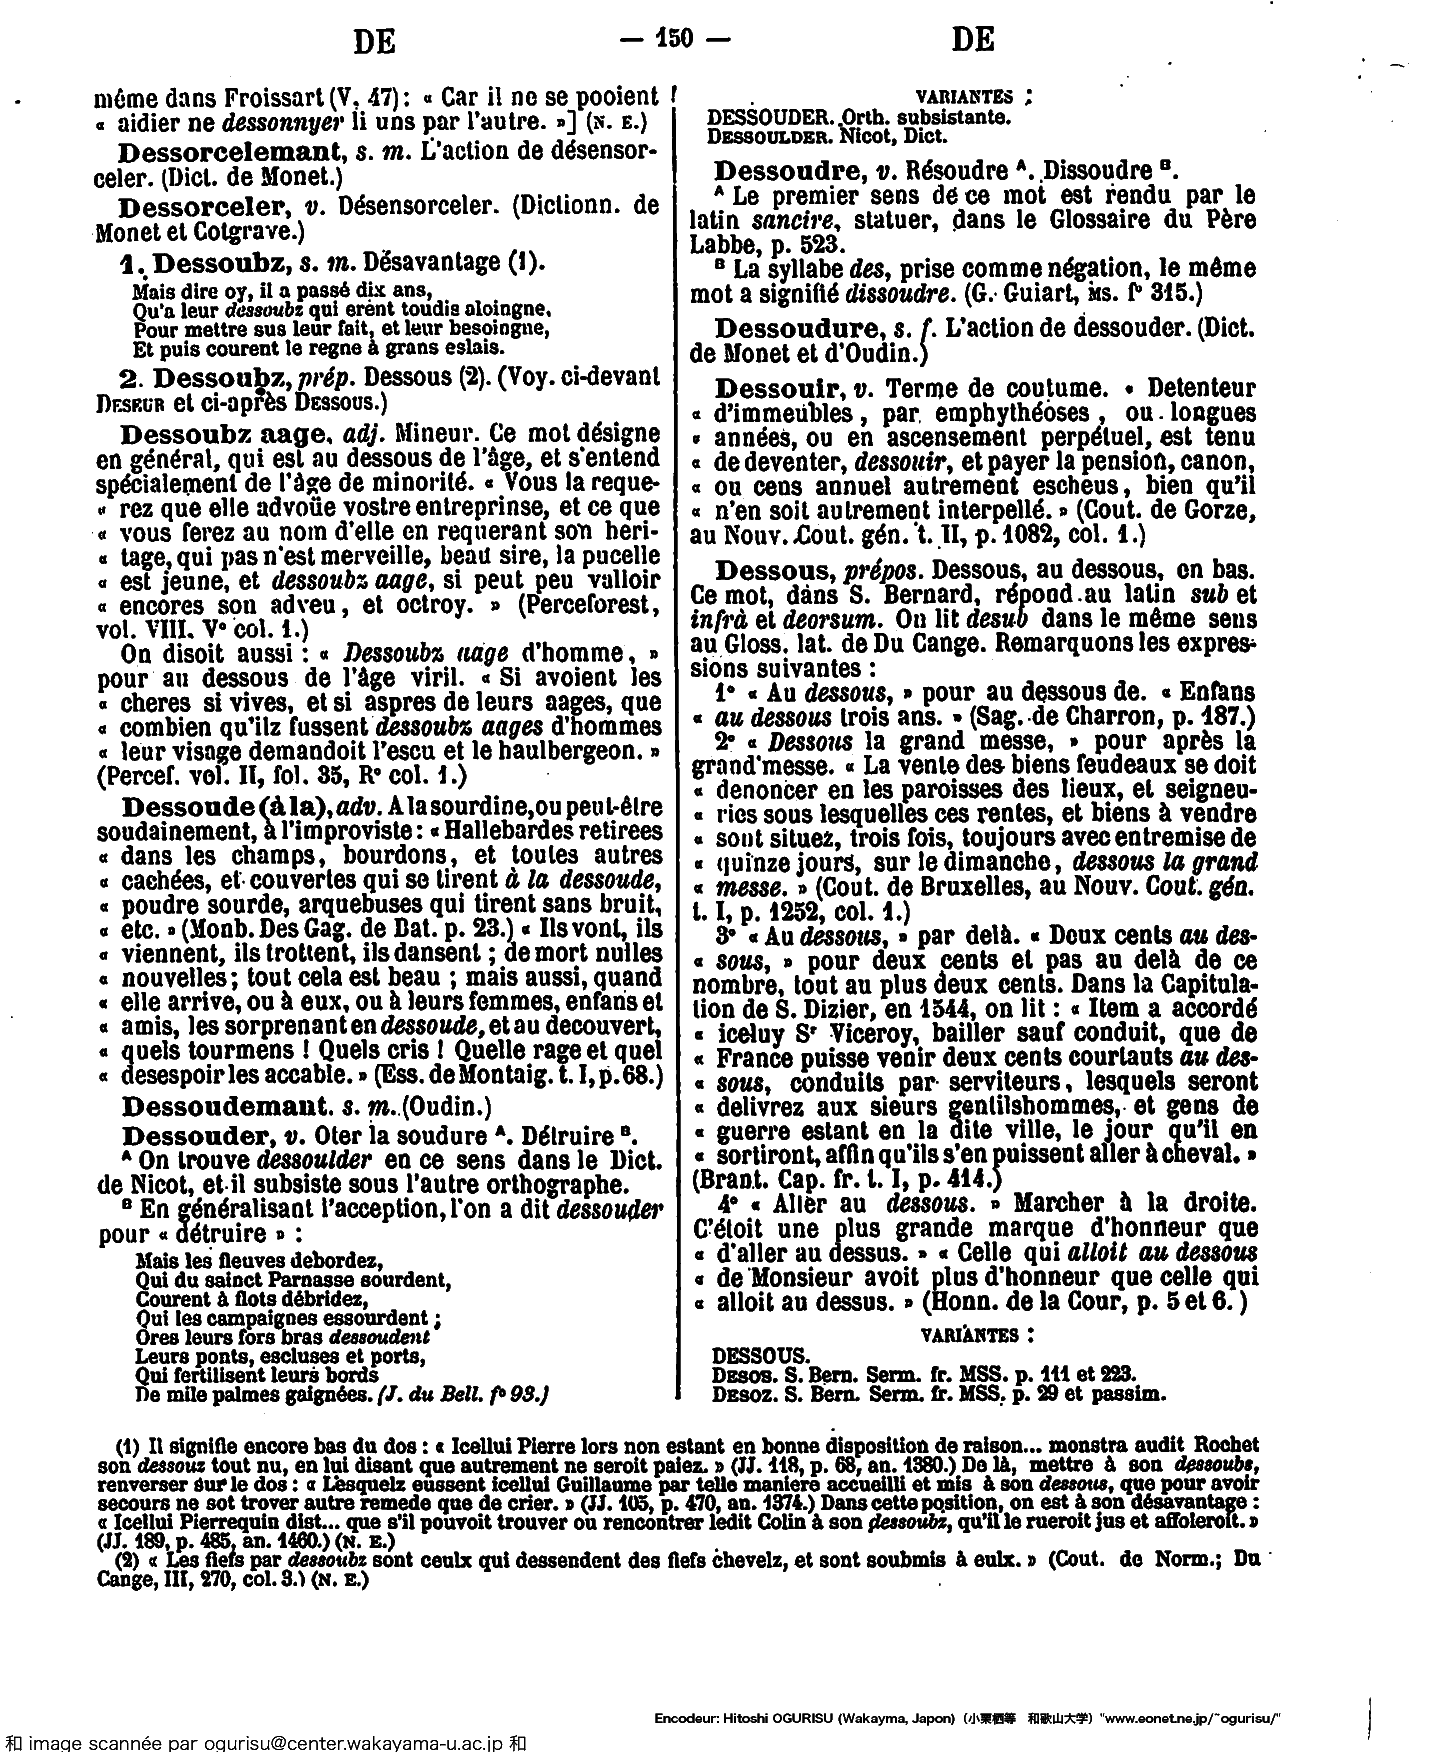 DE — 150 — DE
même dans Froissart (V, 47) : « Car il ne se pooient
« aidier ne dessonnyer li uns par l'autre. »] (N. E.)
Dessorcelemant, s. m. L'action de désensor-
celer. (Dict. de Monet.)
Dessorceler, v. Désensorceler. (Dictionn. de
Monet et Cotgrave.)
1. Dessoubz, s. m. Désavantage (1).
Mais dire oy, il a passé dix ans,
Qu'a leur dessoubz qui erent toudis aloingne,
Pour mettre sus leur fait, et leur besoingne,
Et puis courent le regne à grans eslais.
2. Dessoubz, prép. Dessous (2). (Voy. ci-devant
DESEUR et ci-après DESSOUS.)
Dessoubz aage, adj. Mineur. Ce mot désigne
en général, qui est au dessous de l'âge, et s'entend
spécialement de l'âge de minorité. « Vous la reque-
« rez que elle advoüe vostre entreprinse, et ce que
« vous ferez au nom d'elle en requerant son heri-
« tage, qui pas n'est merveille, beau sire, la pucelle
« est jeune, et dessoubz aage, si peut peu valloir
« encores son adveu, et octroy. » (Perceforest,
vol. VIII. V° col. 1.)
On disoit aussi : « Dessoubz aage d'homme, »
pour au dessous de l'âge viril. « Si avoient les
« cheres si vives, et si aspres de leurs aages, que
« combien qu'ilz fussent dessoubz aages d'hommes
« leur visage demandoit l'escu et le haulbergeon. »
(Percef. vol. II, fol. 35, R° col. 1.)
Dessoude (à la), adv. A la sourdine, ou peut-être
soudainement, à l'improviste : « Hallebardes retirees
« dans les champs, bourdons, et toutes autres
« cachées, et couvertes qui se tirent à la dessoude,
« poudre sourde, arquebuses qui tirent sans bruit,
« etc. » (Monb. Des Gag. de Bat. p. 23.) « Ils vont, ils
« viennent, ils trottent, ils dansent ; de mort nulles
« nouvelles ; tout cela est beau ; mais aussi, quand
« elle arrive, ou à eux, ou à leurs femmes, enfans et
« amis, les sorprenant en dessoude, et au decouvert,
« quels tourmens ! Quels cris ! Quelle rage et quel
« desespoir les accable. » (Ess. de Montaig. t. I, p. 68.)
Dessoudemant. s. m. (Oudin.)
Dessouder, v. Oter la soudure A. Détruire B.
A On trouve dessoulder en ce sens dans le Dict.
de Nicot, et il subsiste sous l'autre orthographe.
B En généralisant l'acception, l'on a dit dessouder
pour « détruire » :
Mais les fleuves debordez,
Qui du sainct Parnasse sourdent,
Courent à flots débridez,
Qui les campaignes essourdent ;
Ores leurs fors bras dessoudent
Leurs ponts, escluses et ports,
Qui fertilisent leurs bords
De mile palmes gaignées. (J. du Bell. f° 93.)
VARIANTES :
DESSOUDER. Orth. subsistante.
DESSOULDER. Nicot, Dict.
Dessoudre, v. Résoudre A. Dissoudre B.
A Le premier sens de ce mot est rendu par le
latin sancire, statuer, dans le Glossaire du Père
Labbe, p. 523.
B La syllabe des, prise comme négation, le même
mot a signifié dissoudre. (G. Guiart, MS. f° 315.)
Dessoudure, s. f. L'action de dessouder. (Dict.
de Monet et d'Oudin.)
Dessouir, v. Terme de coutume. « Detenteur
« d'immeubles, par emphythéoses, ou longues
« années, ou en ascensement perpétuel, est tenu
« de deventer, dessouir, et payer la pension, canon,
« ou cens annuel autrement escheus, bien qu'il
« n'en soit autrement interpellé. » (Cout. de Gorze,
au Nouv. Cout. gén. t. II, p. 1082, col. 1.)
Dessous, prépos. Dessous, au dessous, en bas.
Ce mot, dans S. Bernard, répond au latin sub et
infrà et deorsum. On lit desub dans le même sens
au Gloss. lat. de Du Cange. Remarquons les expres-
sions suivantes :
1° « Au dessous, » pour au dessous de. « Enfans
« au dessous trois ans. » (Sag. de Charron, p. 187.)
2° « Dessous la grand messe, » pour après la
grand'messe. « La vente des biens feudeaux se doit
« denoncer en les paroisses des lieux, et seigneu-
« ries sous lesquelles ces rentes, et biens à vendre
« sont situez, trois fois, toujours avec entremise de
« quinze jours, sur le dimanche, dessous la grand
« messe. » (Cout. de Bruxelles, au Nouv. Cout. gén.
t. I, p. 1252, col. 1.)
3° « Au dessous, » par delà. « Deux cents au des-
« sous, » pour deux cents et pas au delà de ce
nombre, tout au plus deux cents. Dans la Capitula-
tion de S. Dizier, en 1544, on lit : « Item a accordé
« iceluy Sr Viceroy, bailler sauf conduit, que de
« France puisse venir deux cents courtauts au des-
« sous, conduits par serviteurs, lesquels seront
« delivrez aux sieurs gentilshommes, et gens de
« guerre estant en la dite ville, le jour qu'il en
« sortiront, affin qu'ils s'en puissent aller à cheval. »
(Brant. Cap. fr. t. I, p. 414.)
4° « Aller au dessous. » Marcher à la droite.
C'étoit une plus grande marque d'honneur que
« d'aller au dessus. » « Celle qui alloit au dessous
« de Monsieur avoit plus d'honneur que celle qui
« alloit au dessus. » (Honn. de la Cour, p. 5 et 6.)
VARIANTES :
DESSOUS.
DESOS. S. Bern. Serm. fr. MSS. p. 111 et 223.
DESOZ. S. Bern. Serm. fr. MSS. p. 29 et passim.
(1) Il signifie encore bas du dos : « Icellui Pierre lors non estant en bonne disposition de raison... monstra audit Rochet
son dessouz tout nu, en lui disant que autrement ne seroit paiez. » (JJ. 118, p. 68, an. 1380.) De là, mettre à son dessoubs,
renverser sur le dos : « Lesquelz eussent icellui Guillaume par telle maniere accueilli et mis à son dessous, que pour avoir
secours ne sot trover autre remede que de crier. » (JJ. 105, p. 470, an. 1374.) Dans cette position, on est à son désavantage :
« Icellui Pierrequin dist... que s'il pouvoit trouver ou rencontrer ledit Colin à son dessoubz, qu'il le rueroit jus et affoleroit. »
(JJ. 189, p. 485, an. 1460.) (N. E.)
(2) « Les fiefs par dessoubz sont ceulx qui dessendent des fiefs chevelz, et sont soubmis à eulx. » (Cout. de Norm.; Du
Cange, III, 270, col. 3.) (N. E.)
Encodeur: Hitoshi OGURISU (Wakayma, Japon) (小栗栖等 和歌山大学) "www.eonet.ne.jp/~ogurisu/"
和 image scannée par ogurisu@center.wakayama-u.ac.jp 和